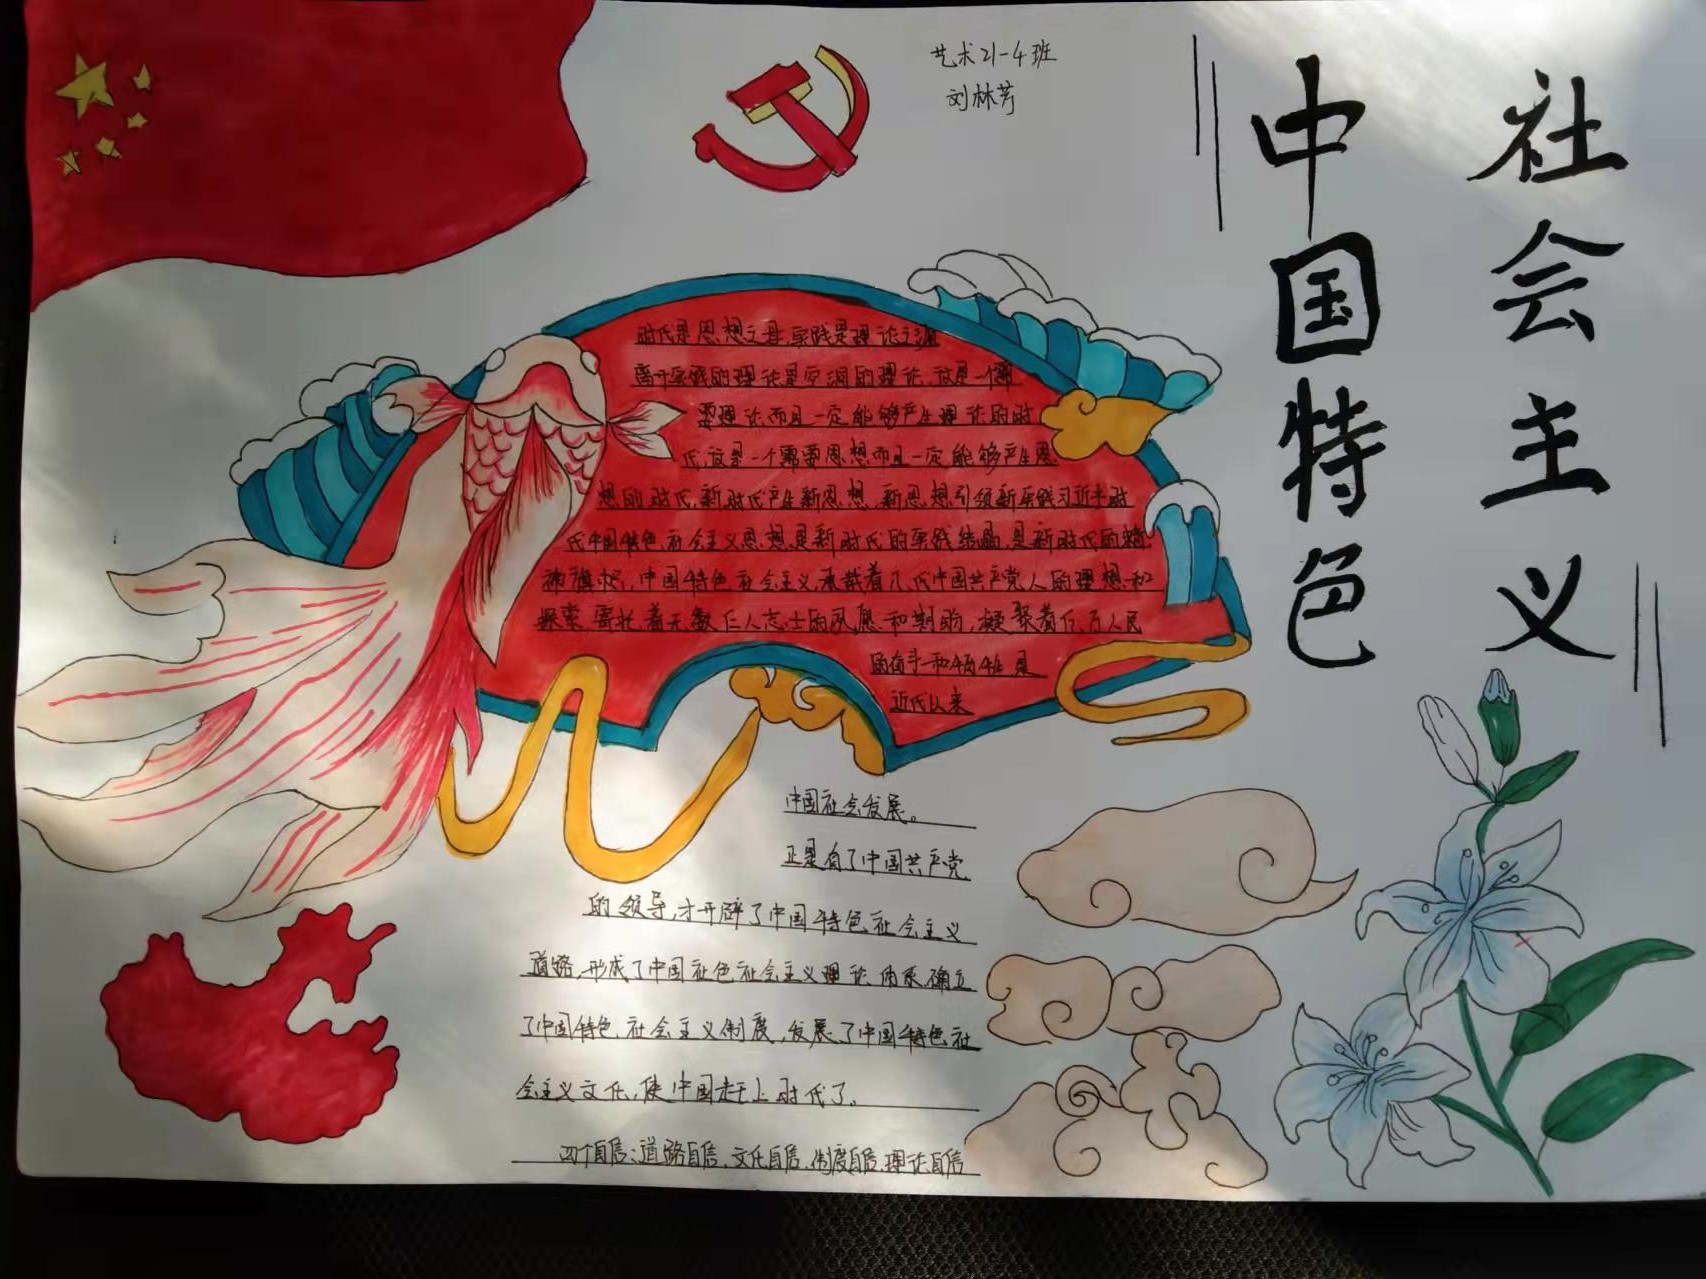 艺术21-4班
刘林芳
社会主义
中国特色
时代是思想之母,实践是理论之源
离开实践的理论是空洞的理论,这是一个需
要理论而且一定能够产生理论的时
代,这是一个需要思想而且一定能够产生思
想的时代,新时代产生新思想,新思想引领新实践习近平时
代中国特色社会主义思想是新时代的实践结晶,是新时代的精
神旗帜,中国特色社会主义承载着几代中国共产党人的理想和
探索寄托着无数仁人志士的夙愿和期盼,凝聚着亿万人民
的奋斗和牺牲是
近代以来
中国社会发展。
正是有了中国共产党
的领导,才开辟了中国特色社会主义
道路,形成了中国社色社会主义理论体系,确立
了中国特色社会主义制度,发展了中国特色社
会主义文化,使中国赶上时代了。
四个自信:道路自信、文化自信、制度自信、理论自信